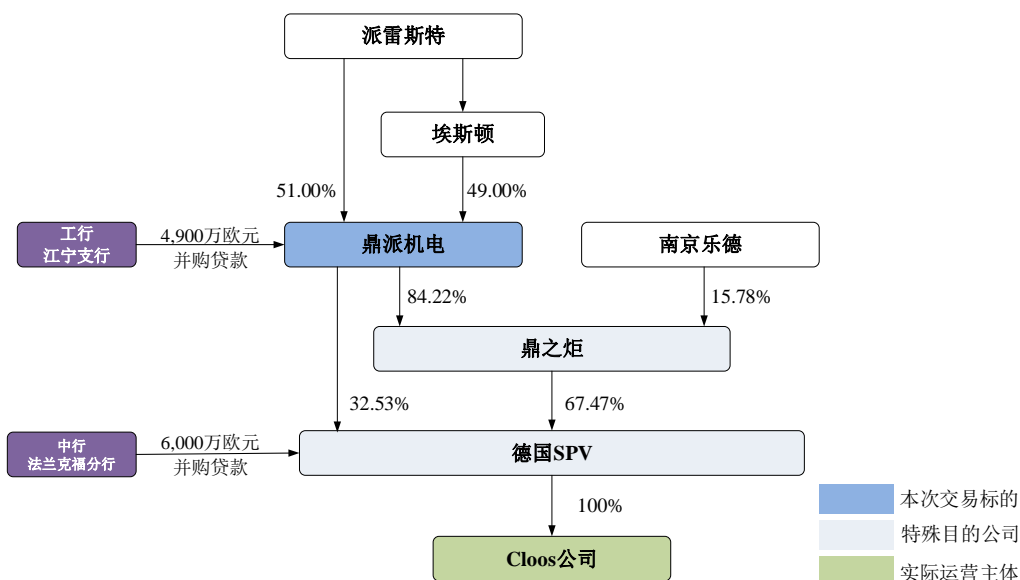 派雷斯特
埃斯顿
51.00%
49.00%
工行
江宁支行
4,900万欧元
并购贷款
鼎派机电
南京乐德
84.22%
15.78%
鼎之炬
32.53%
67.47%
中行
法兰克福分行
6,000万欧元
并购贷款
德国SPV
100%
Cloos公司
本次交易标的
特殊目的公司
实际运营主体